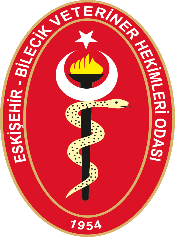 ESKİŞEHİR - BİLECİK VETERİNER HEKİMLERİ ODASI
1954